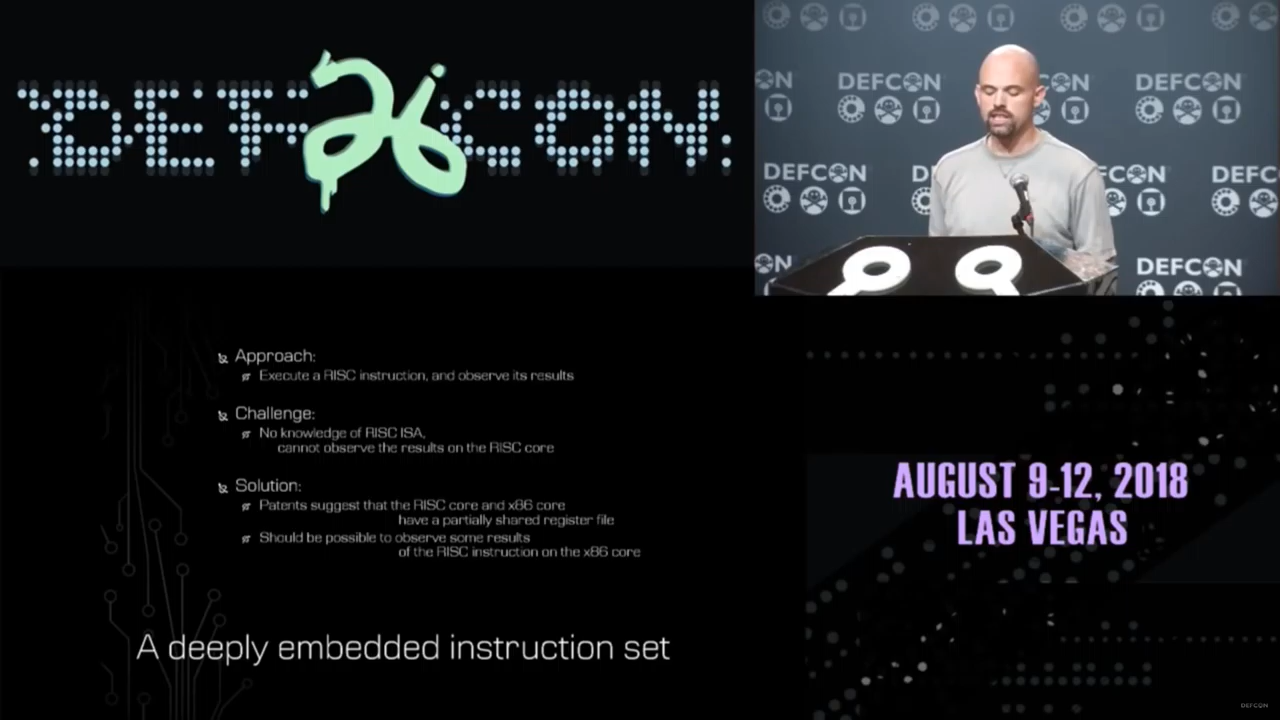 DEF 26 CON
DEFCON
DEFCON
DEFCON
DEFCON
DEFCON
Approach:
Execute a RISC instruction, and observe its results
Challenge:
No knowledge of RISC ISA,
cannot observe the results on the RISC core
Solution:
Patents suggest that the RISC core and x86 core
have a partially shared register file
Should be possible to observe some results
of the RISC instruction on the x86 core
A deeply embedded instruction set
AUGUST 9-12, 2018
LAS VEGAS
DEFCON